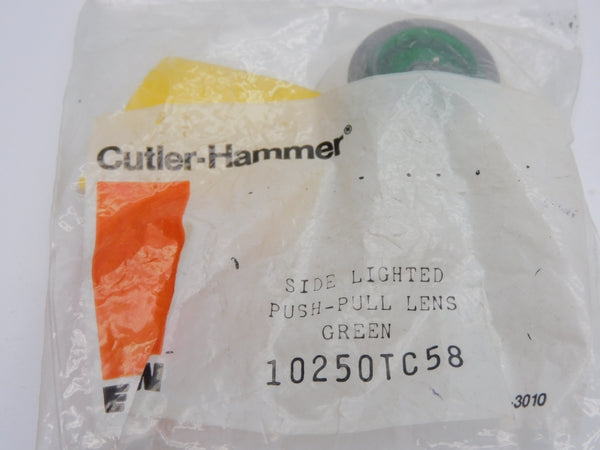 Cutler-Hammer®
SIDE LIGHTED
PUSH-PULL LENS
GREEN
10250TC58
-3010